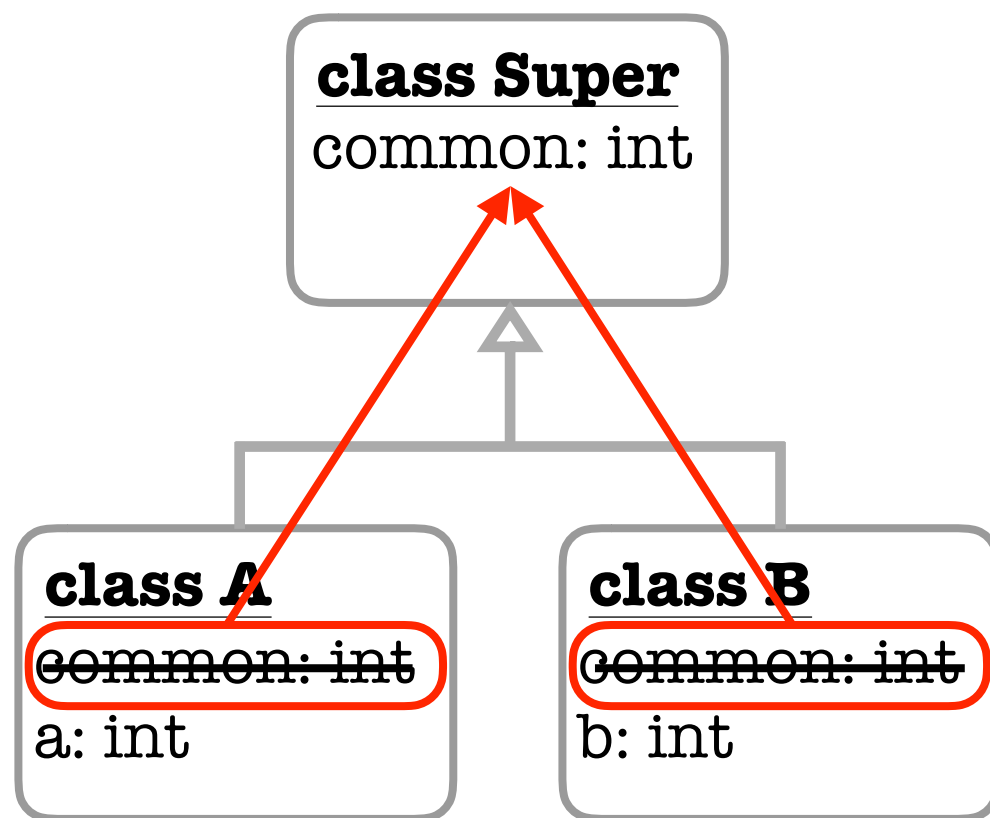 class Super
common: int
class A
common: int
a: int
class B
common: int
b: int